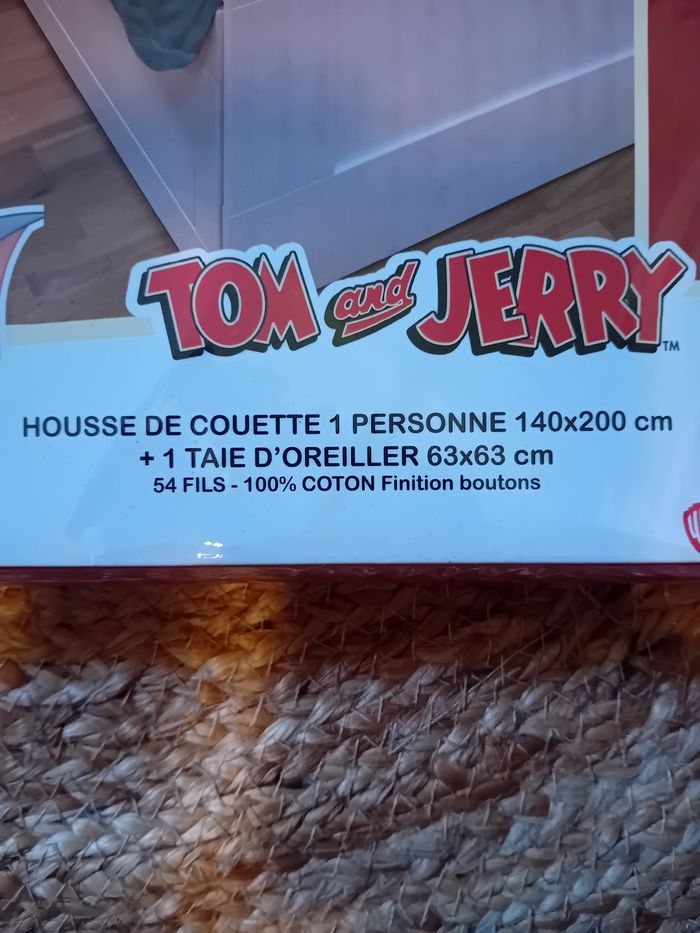 TOM and JERRY TM
HOUSSE DE COUETTE 1 PERSONNE 140x200 cm
+ 1 TAIE D'OREILLER 63x63 cm
54 FILS - 100% COTON Finition boutons